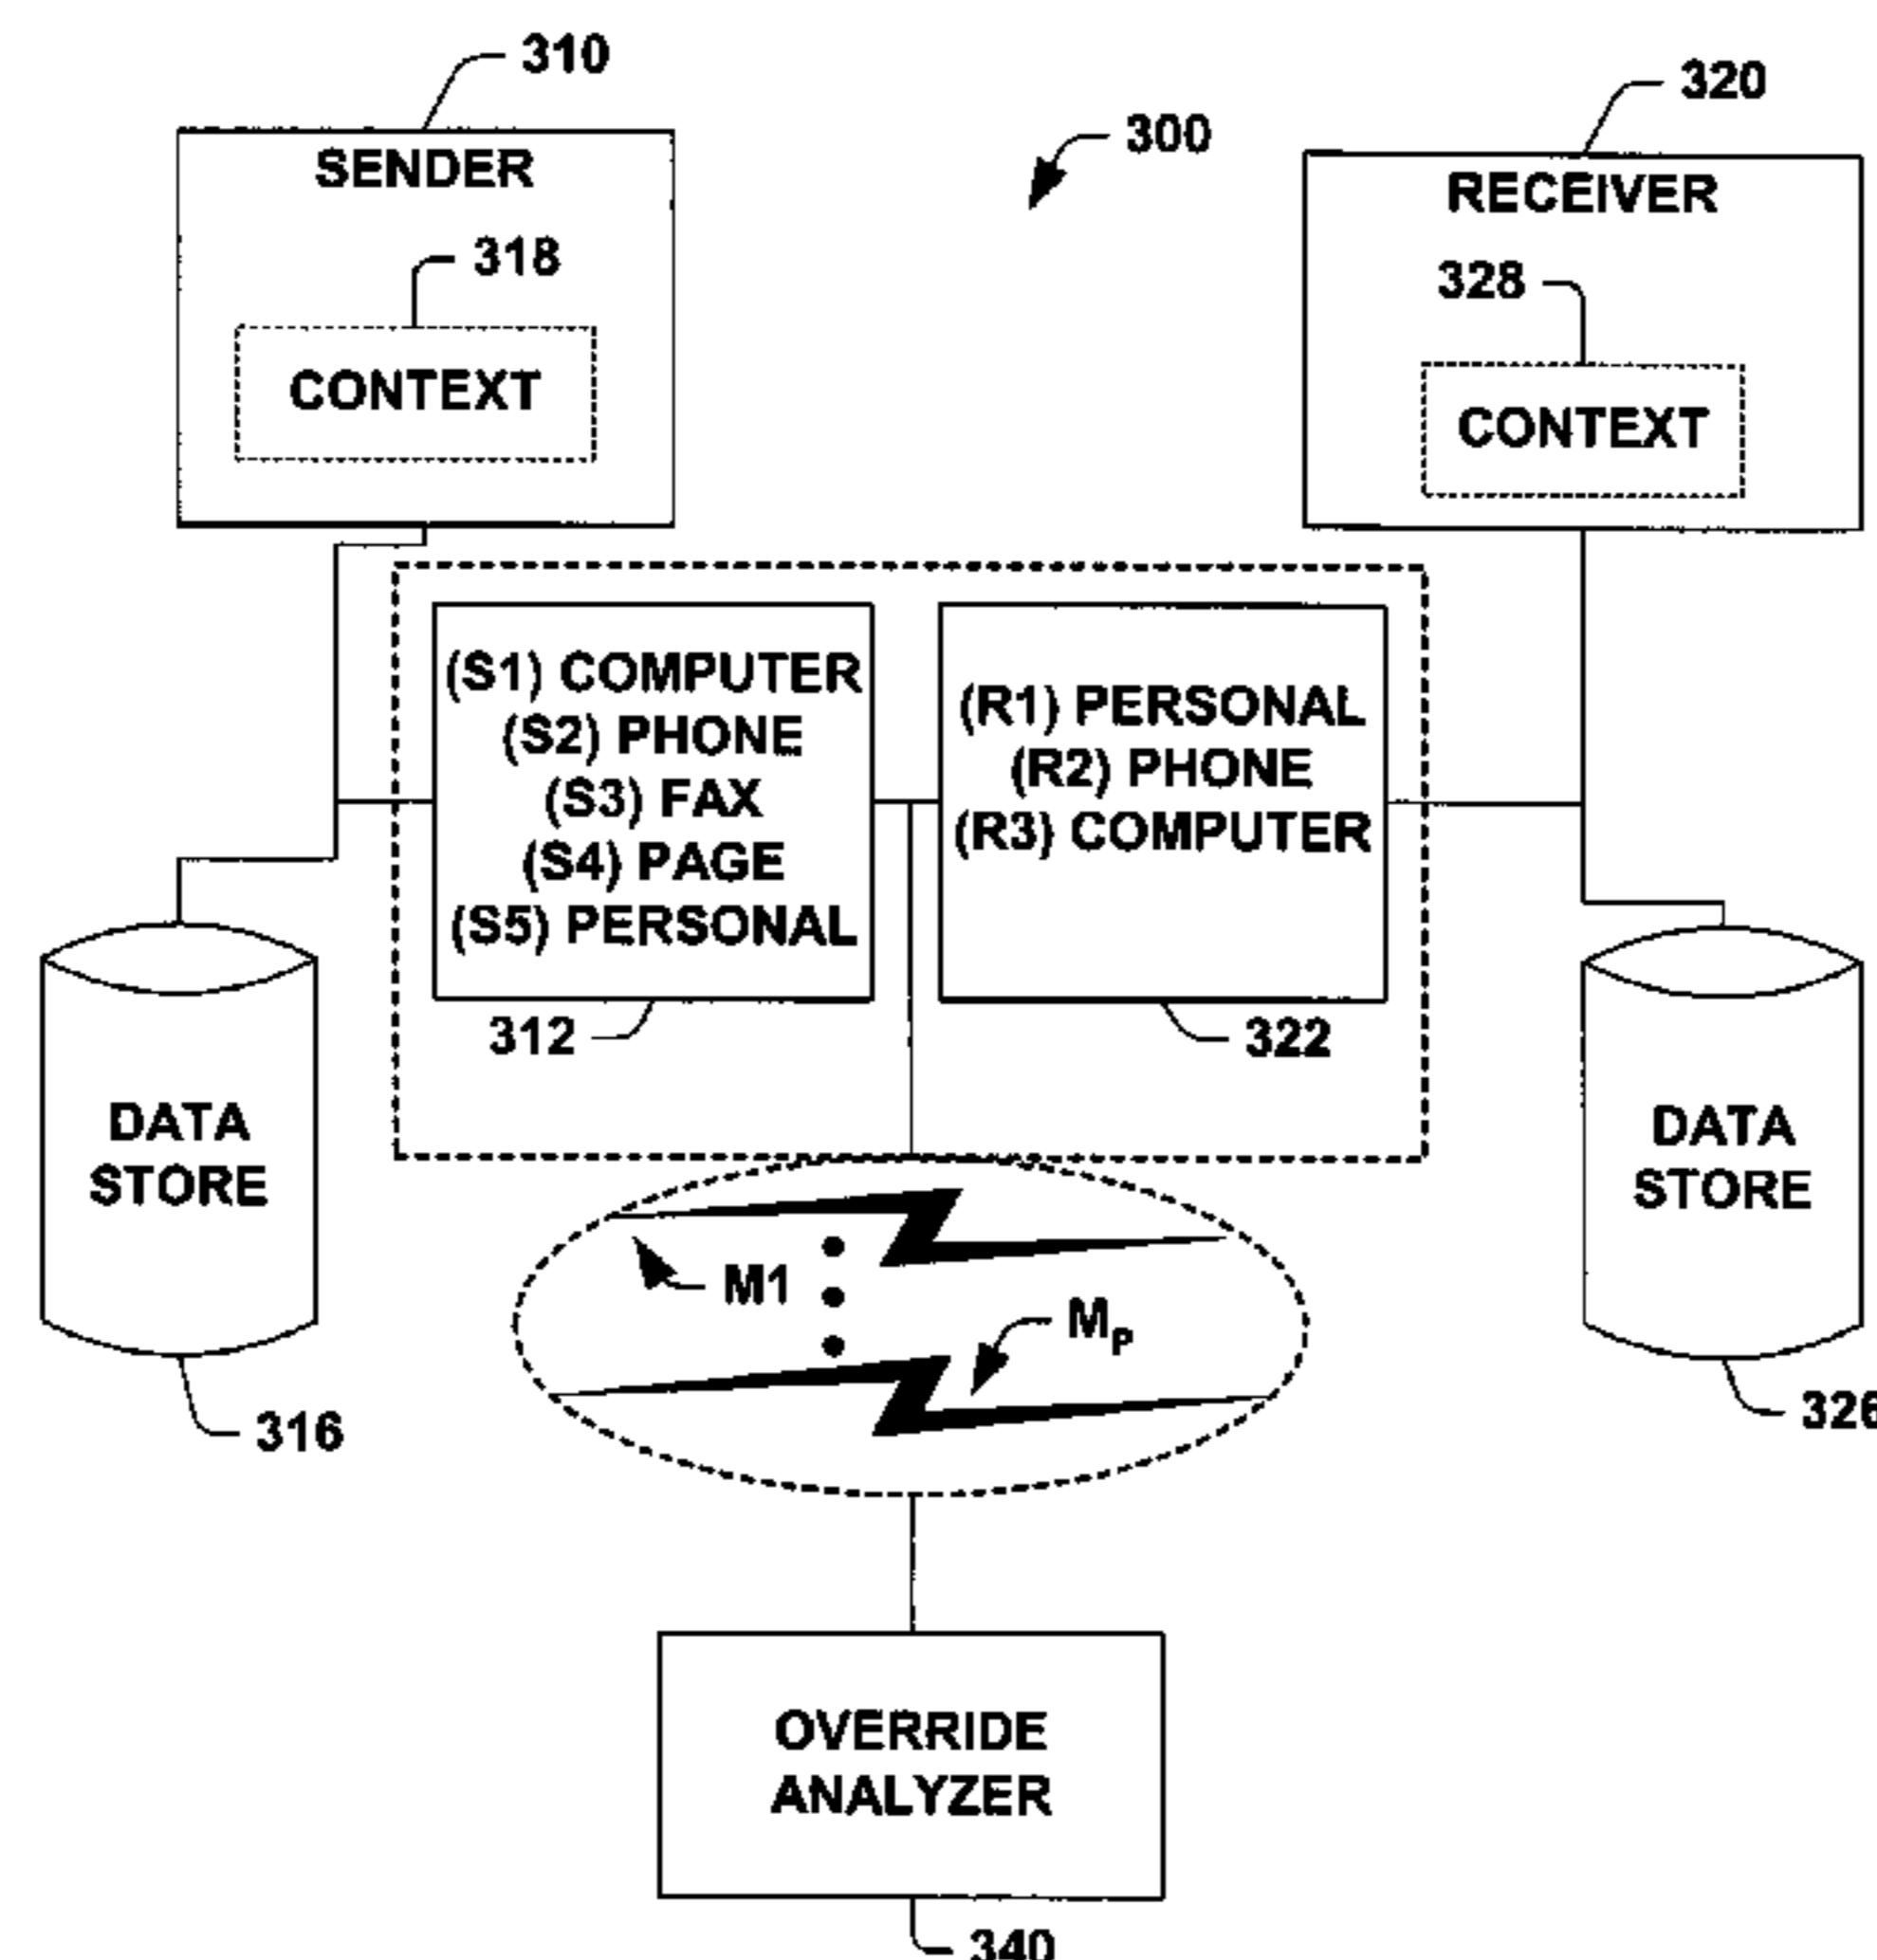 310
320
300
SENDER
RECEIVER
318
328
CONTEXT
CONTEXT
(S1) COMPUTER
(S2) PHONE
(S3) FAX
(S4) PAGE
(S5) PERSONAL
(R1) PERSONAL
(R2) PHONE
(R3) COMPUTER
312
322
DATA
STORE
DATA
STORE
M1
MP
316
326
OVERRIDE
ANALYZER
340